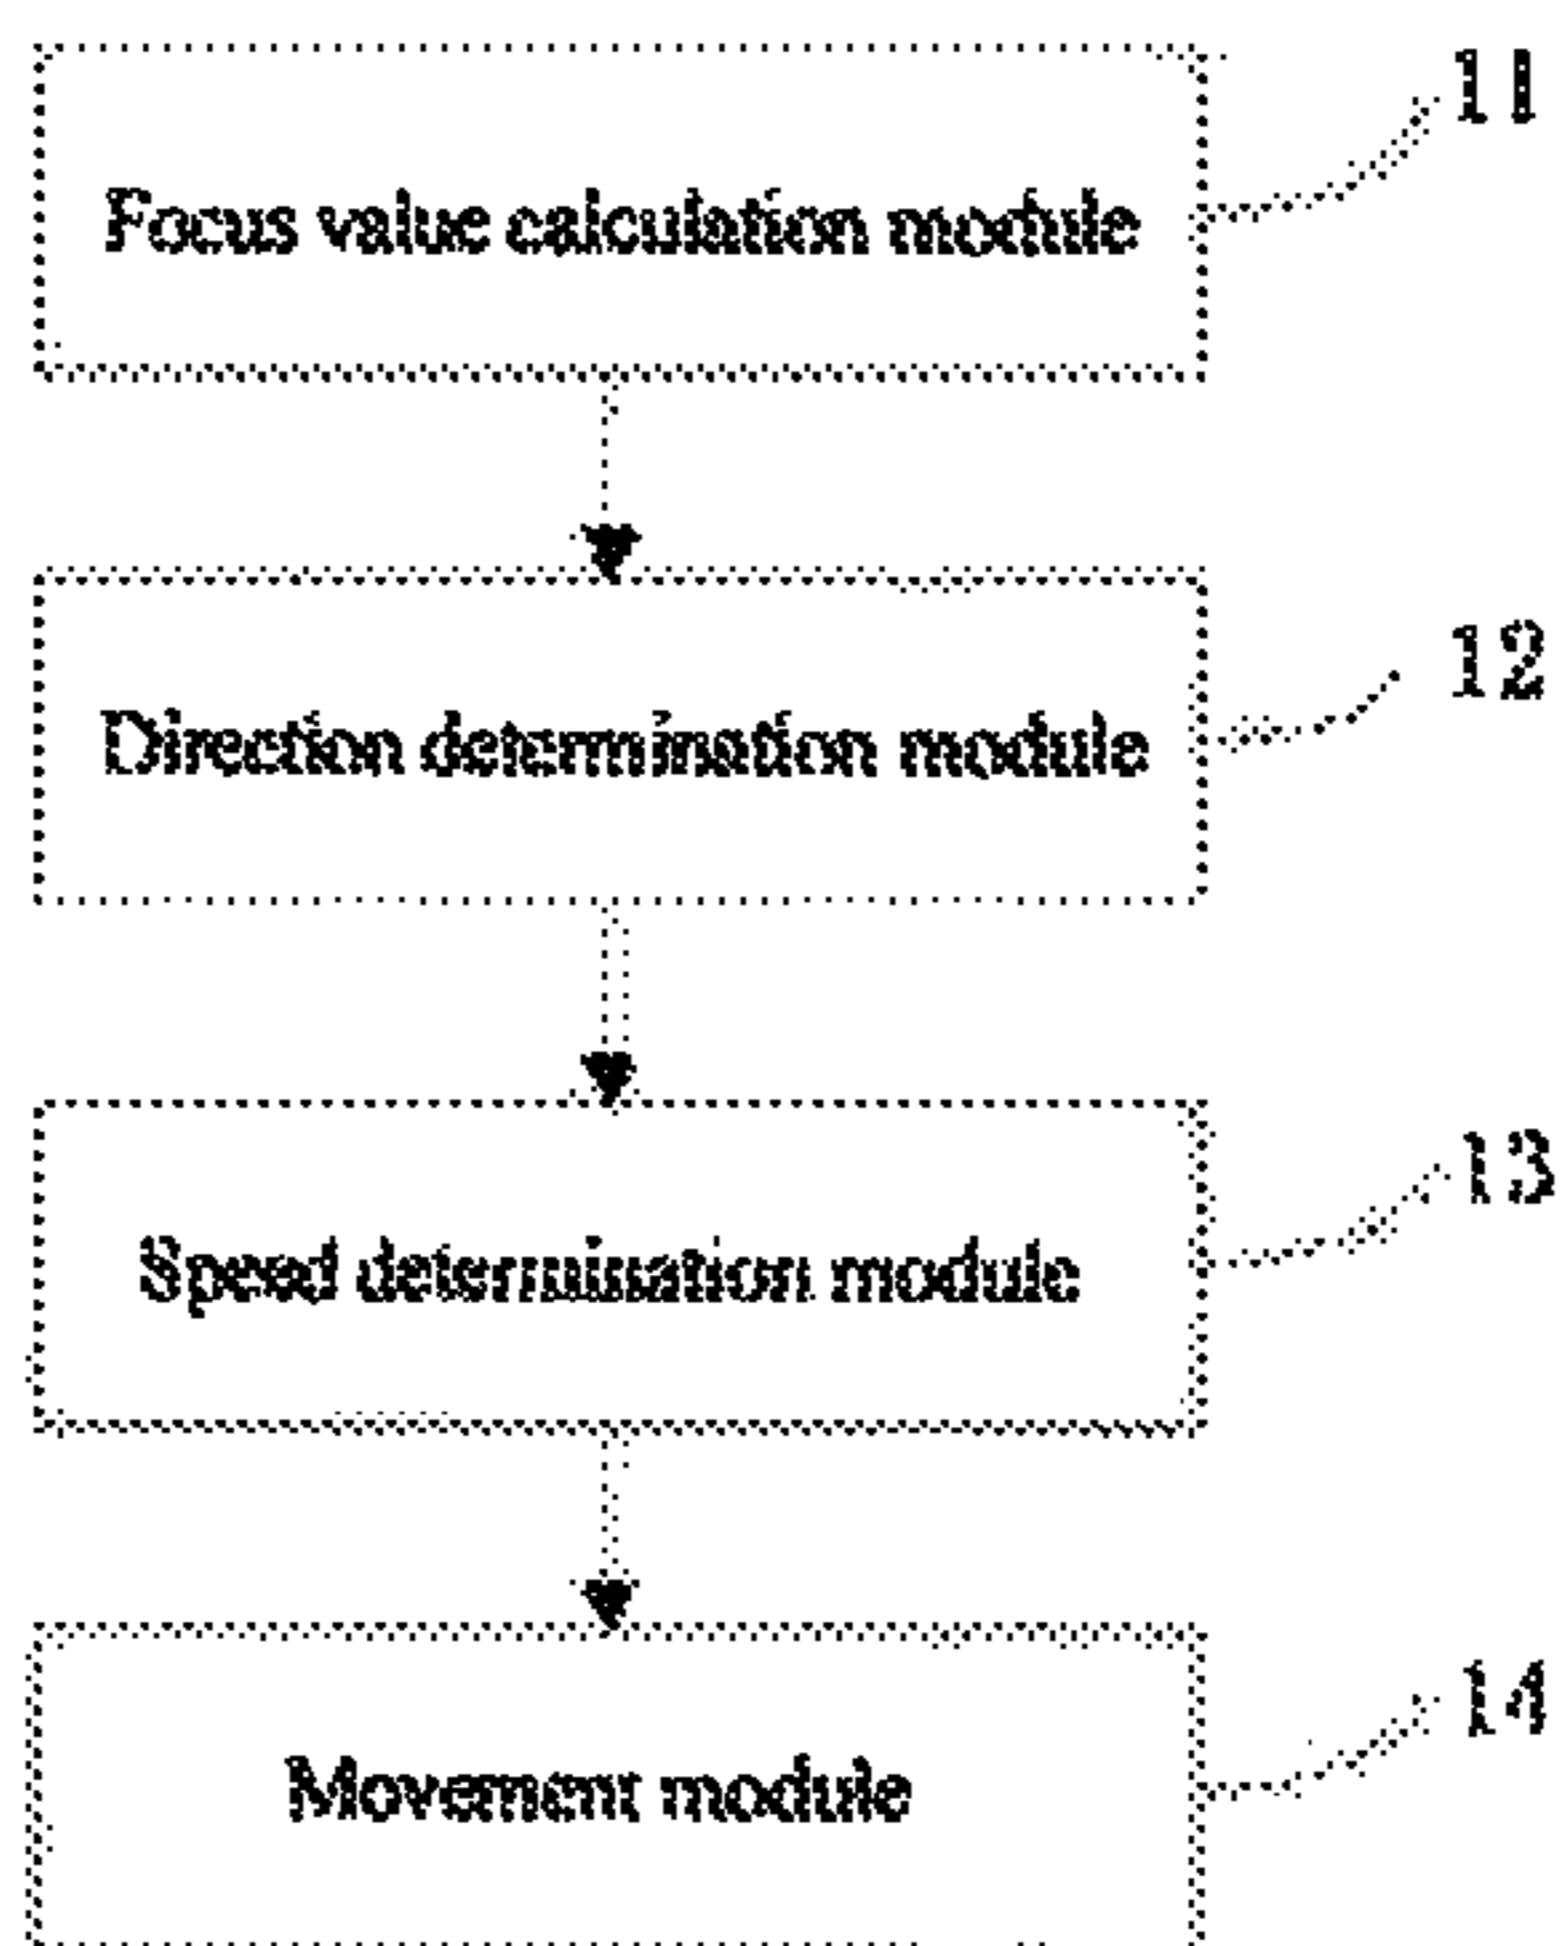 11
Focus value calculation module
12
Direction determination module
13
Speed determination module
14
Movement module